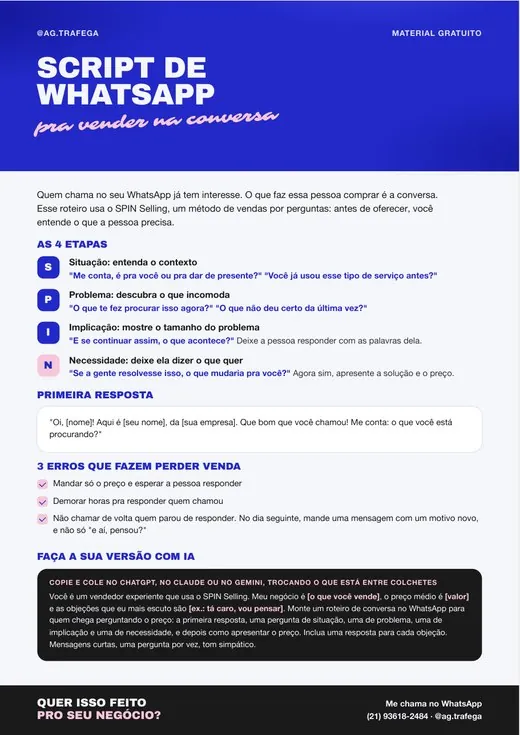 @AG.TRAFEGA
MATERIAL GRATUITO
SCRIPT DE
WHATSAPP
pra vender na conversa
Quem chama no seu WhatsApp já tem interesse. O que faz essa pessoa comprar é a conversa.
Esse roteiro usa o SPIN Selling, um método de vendas por perguntas: antes de oferecer, você
entende o que a pessoa precisa.
AS 4 ETAPAS
S
Situação: entenda o contexto
"Me conta, é pra você ou pra dar de presente?" "Você já usou esse tipo de serviço antes?"
P
Problema: descubra o que incomoda
"O que te fez procurar isso agora?" "O que não deu certo da última vez?"
I
Implicação: mostre o tamanho do problema
"E se continuar assim, o que acontece?" Deixe a pessoa responder com as palavras dela.
N
Necessidade: deixe ela dizer o que quer
"Se a gente resolvesse isso, o que mudaria pra você?" Agora sim, apresente a solução e o preço.
PRIMEIRA RESPOSTA
"Oi, [nome]! Aqui é [seu nome], da [sua empresa]. Que bom que você chamou! Me conta: o que você está
procurando?"
3 ERROS QUE FAZEM PERDER VENDA
Mandar só o preço e esperar a pessoa responder
Demorar horas pra responder quem chamou
Não chamar de volta quem parou de responder. No dia seguinte, mande uma mensagem com um motivo novo,
e não só "e aí, pensou?"
FAÇA A SUA VERSÃO COM IA
COPIE E COLE NO CHATGPT, NO CLAUDE OU NO GEMINI, TROCANDO O QUE ESTÁ ENTRE COLCHETES
Você é um vendedor experiente que usa o SPIN Selling. Meu negócio é [o que você vende], o preço médio é [valor]
e as objeções que eu mais escuto são [ex.: tá caro, vou pensar]. Monte um roteiro de conversa no WhatsApp para
quem chega perguntando o preço: a primeira resposta, uma pergunta de situação, uma de problema, uma de
implicação e uma de necessidade, e depois como apresentar o preço. Inclua uma resposta para cada objeção.
Mensagens curtas, uma pergunta por vez, tom simpático.
QUER ISSO FEITO
PRO SEU NEGÓCIO?
Me chama no WhatsApp
(21) 93618-2484 · @ag.trafega